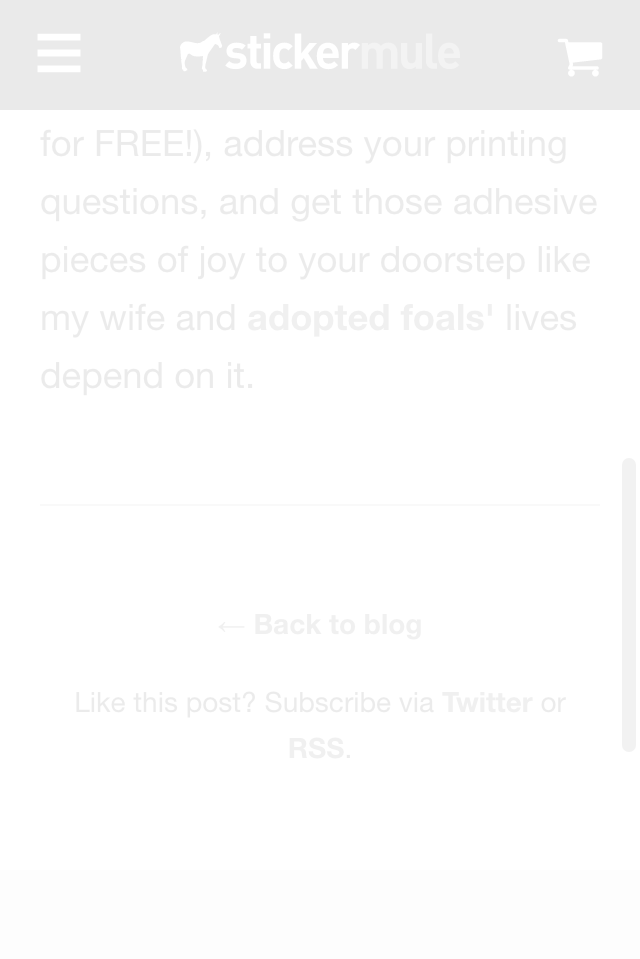 stickermule
for FREE!), address your printing
questions, and get those adhesive
pieces of joy to your doorstep like
my wife and adopted foals' lives
depend on it.
← Back to blog
Like this post? Subscribe via Twitter or
RSS.